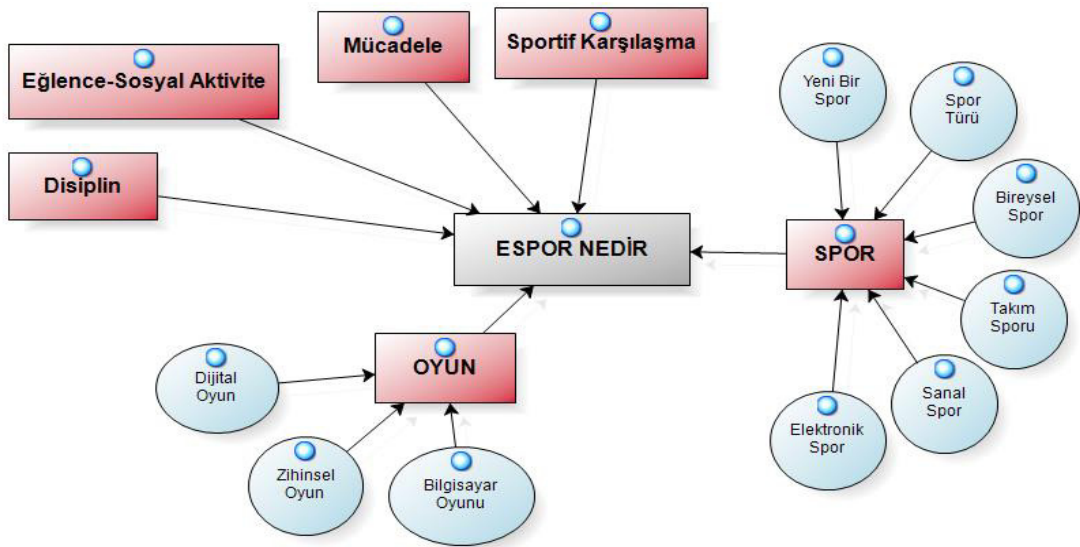 Mücadele
Sportif Karşılaşma
Eğlence-Sosyal Aktivite
Yeni Bir
Spor
Spor
Türü
Disiplin
Bireysel
Spor
ESPOR NEDİR
SPOR
Takım
Sporu
OYUN
Dijital
Oyun
Sanal
Spor
Elektronik
Spor
Zihinsel
Oyun
Bilgisayar
Oyunu